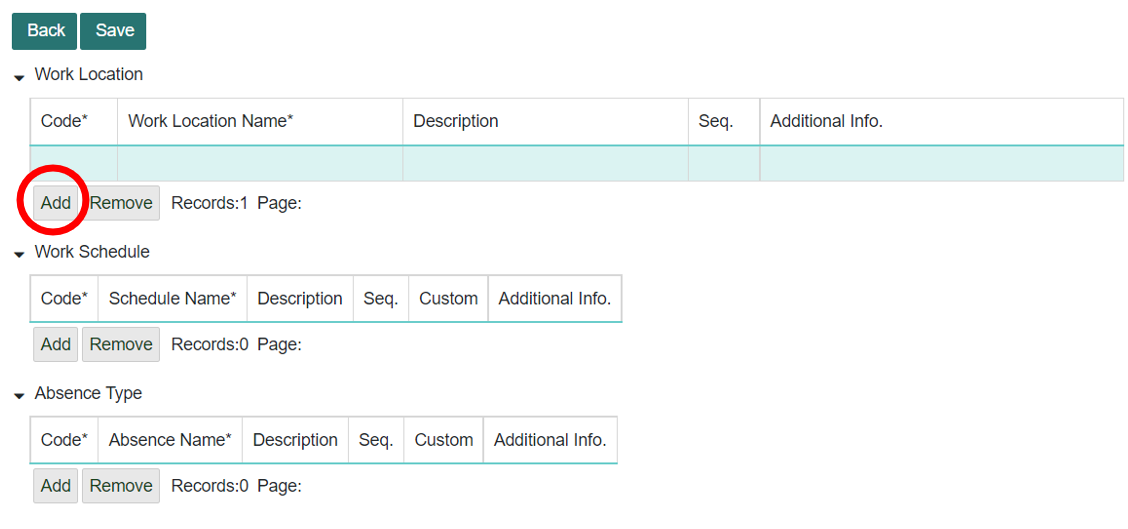 Back Save
Work Location
Code* Work Location Name* Description Seq. Additional Info.
Add Remove Records:1 Page:
Work Schedule
Code* Schedule Name* Description Seq. Custom Additional Info.
Add Remove Records:0 Page:
Absence Type
Code* Absence Name* Description Seq. Custom Additional Info.
Add Remove Records:0 Page: